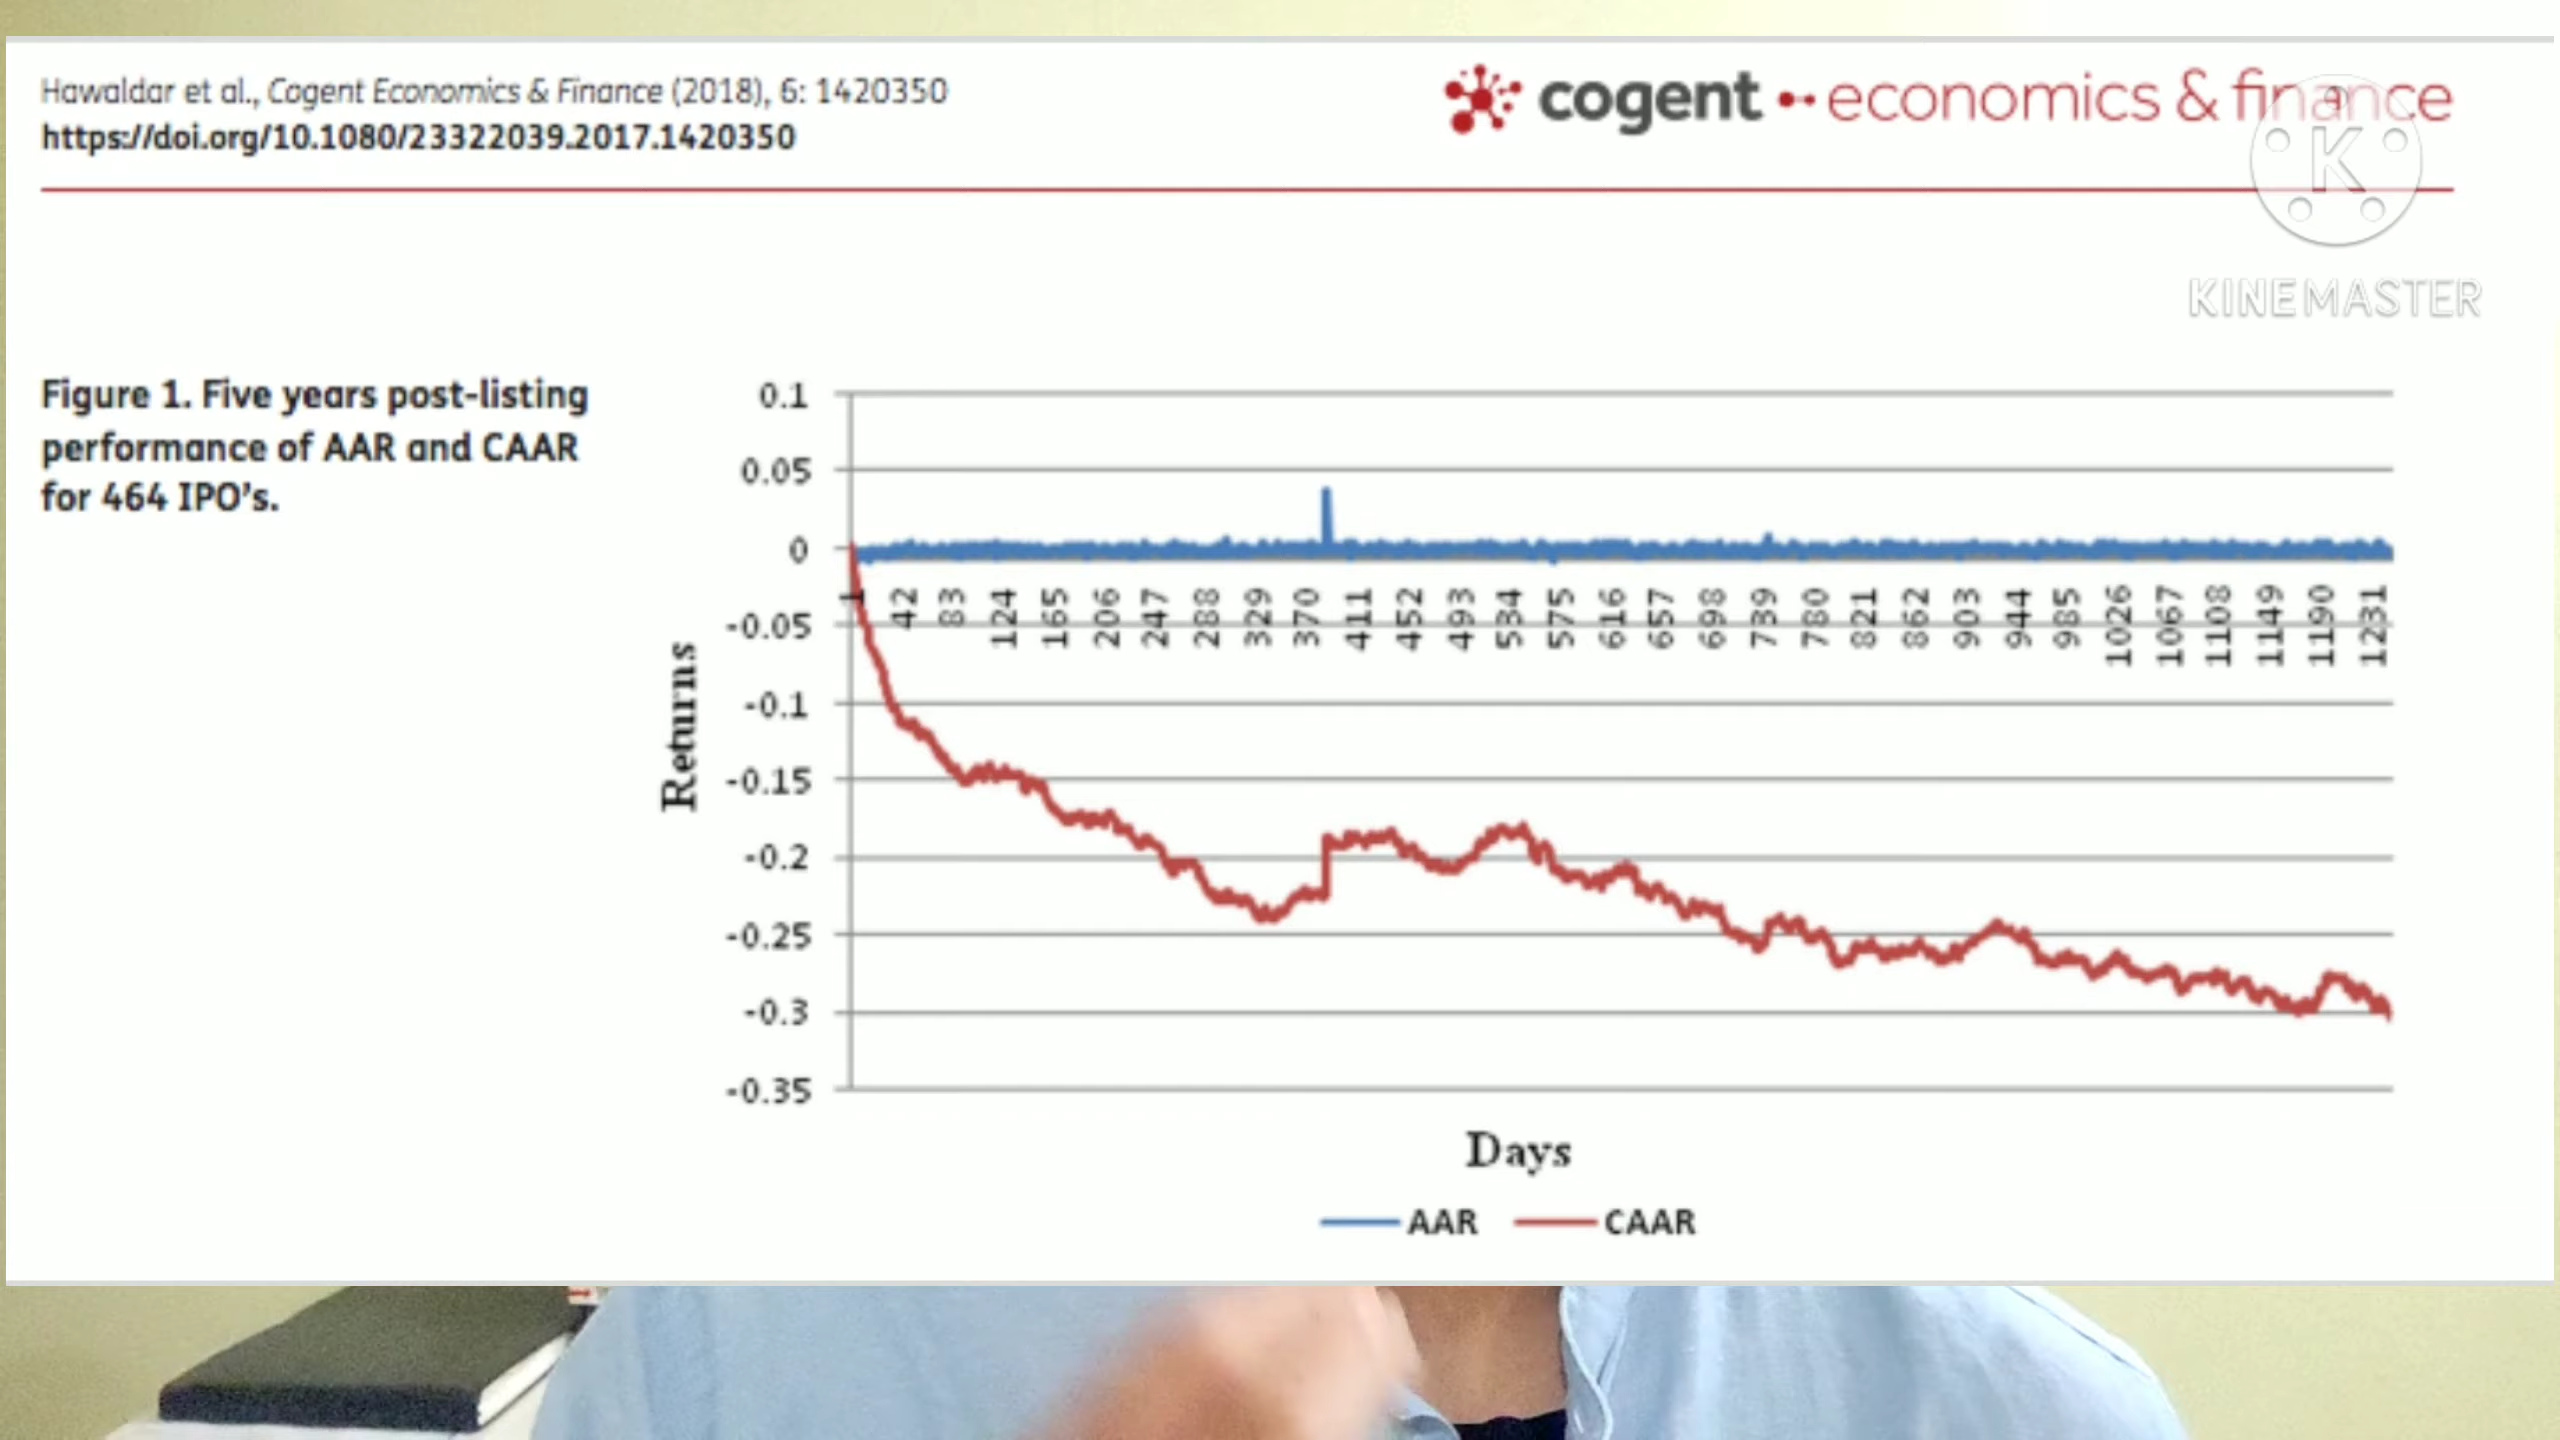 Hawaldar et al., Cogent Economics & Finance (2018), 6: 1420350
https://doi.org/10.1080/23322039.2017.1420350
cogent economics & finance
K
KINEMASTER
Figure 1. Five years post-listing
performance of AAR and CAAR
for 464 IPO's.
Returns
0.1
0.05
0
-0.05
-0.1
-0.15
-0.2
-0.25
-0.3
-0.35
1 42 83 124 165 206 247 288 329 370 411 452 493 534 575 616 657 698 739 780 821 862 903 944 985 1026 1067 1108 1149 1190 1231
Days
AAR CAAR